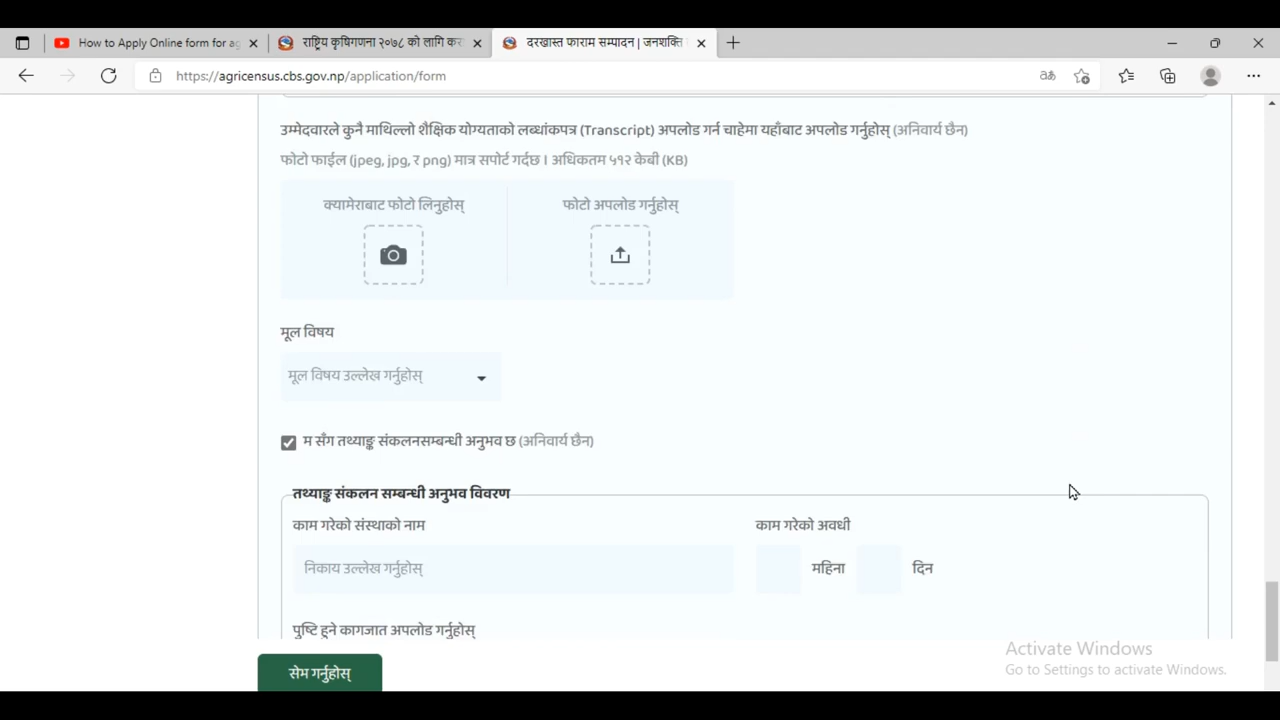 How to Apply Online form for ag
राष्ट्रिय कृषिगणना २०७८ को लागि कर
दरखास्त फाराम सम्पादन | जनशक्ति
https://agricensus.cbs.gov.np/application/form
उम्मेदवारले कुनै माथिल्लो शैक्षिक योग्यताको लब्धांकपत्र (Transcript) अपलोड गर्न चाहेमा यहाँबाट अपलोड गर्नुहोस् (अनिवार्य छैन)
फोटो फाईल (jpeg, jpg, र png) मात्र सपोर्ट गर्दछ । अधिकतम ५१२ केबी (KB)
क्यामेराबाट फोटो लिनुहोस्
फोटो अपलोड गर्नुहोस्
मूल विषय
मूल विषय उल्लेख गर्नुहोस्
म सँग तथ्याङ्क संकलनसम्बन्धी अनुभव छ (अनिवार्य छैन)
तथ्याङ्क संकलन सम्बन्धी अनुभव विवरण
काम गरेको संस्थाको नाम
काम गरेको अवधी
निकाय उल्लेख गर्नुहोस्
महिना
दिन
पुष्टि हुने कागजात अपलोड गर्नुहोस्
Activate Windows
Go to Settings to activate Windows.
सेभ गर्नुहोस्